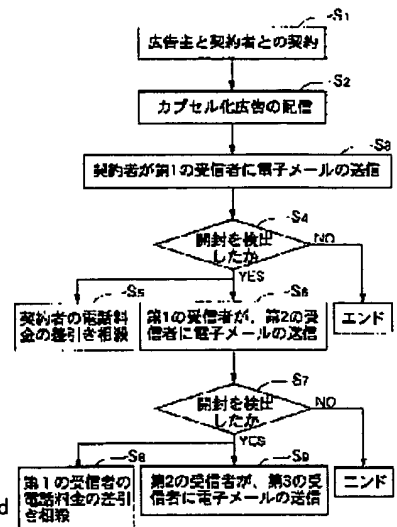 S1
広告主と契約者との契約
S2
カプセル化広告の配信
S3
契約者が第1の受信者に電子メールの送信
S4
開封を検出
したか
NO
YES
S5
契約者の電話料
金の差引き相殺
S6
第1の受信者が、第2の受
信者に電子メールの送信
エンド
S7
開封を検出
したか
NO
YES
S8
第1の受信者の
電話料金の差引
き相殺
S9
第2の受信者が、第3の受
信者に電子メールの送信
エンド
d